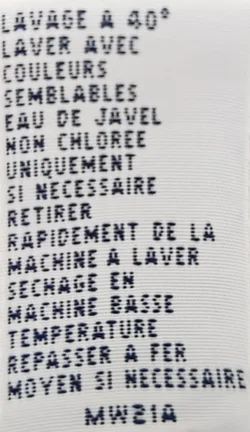 LAVAGE A 40°
LAVER AVEC
COULEURS
SEMBLABLES
EAU DE JAVEL
NON CHLOREE
UNIQUEMENT
SI NECESSAIRE
RETIRER
RAPIDEMENT DE LA
MACHINE A LAVER
SECHAGE EN
MACHINE BASSE
TEMPERATURE
REPASSER A FER
MOYEN SI NECESSAIRE
MW21A